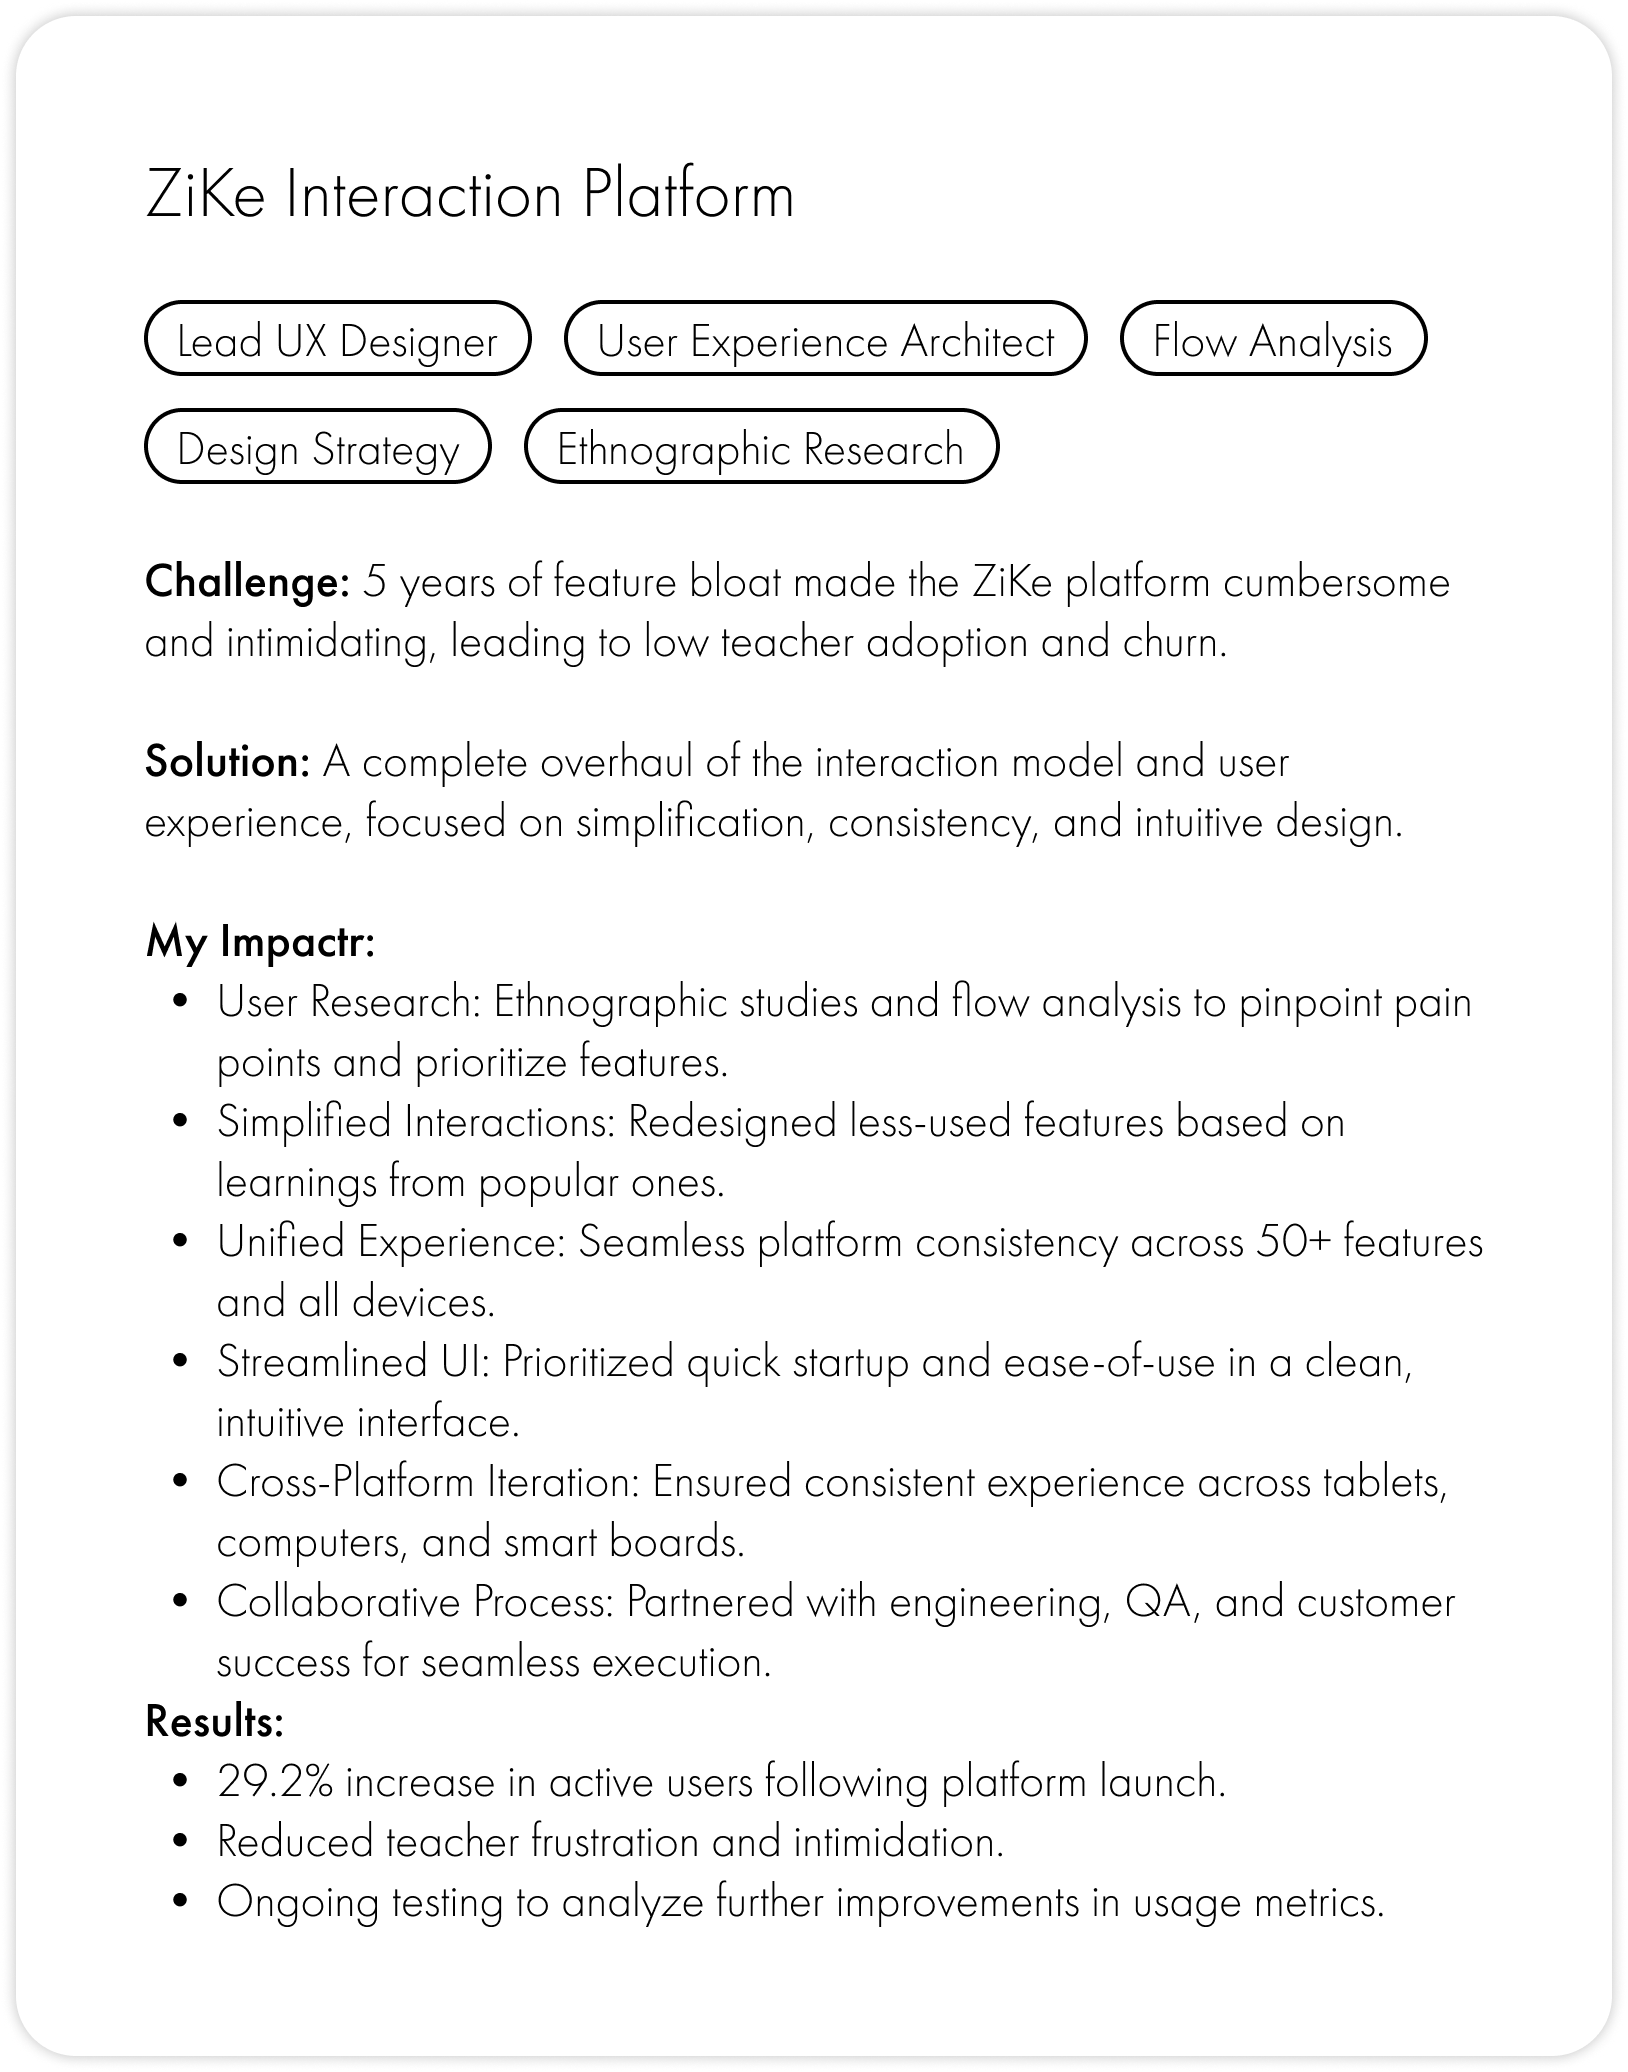 ZiKe Interaction Platform
Lead UX Designer
User Experience Architect
Flow Analysis
Design Strategy
Ethnographic Research
Challenge: 5 years of feature bloat made the ZiKe platform cumbersome
and intimidating, leading to low teacher adoption and churn.
Solution: A complete overhaul of the interaction model and user
experience, focused on simplification, consistency, and intuitive design.
My Impactr:
• User Research: Ethnographic studies and flow analysis to pinpoint pain
points and prioritize features.
• Simplified Interactions: Redesigned less-used features based on
learnings from popular ones.
• Unified Experience: Seamless platform consistency across 50+ features
and all devices.
• Streamlined UI: Prioritized quick startup and ease-of-use in a clean,
intuitive interface.
• Cross-Platform Iteration: Ensured consistent experience across tablets,
computers, and smart boards.
• Collaborative Process: Partnered with engineering, QA, and customer
success for seamless execution.
Results:
• 29.2% increase in active users following platform launch.
• Reduced teacher frustration and intimidation.
• Ongoing testing to analyze further improvements in usage metrics.